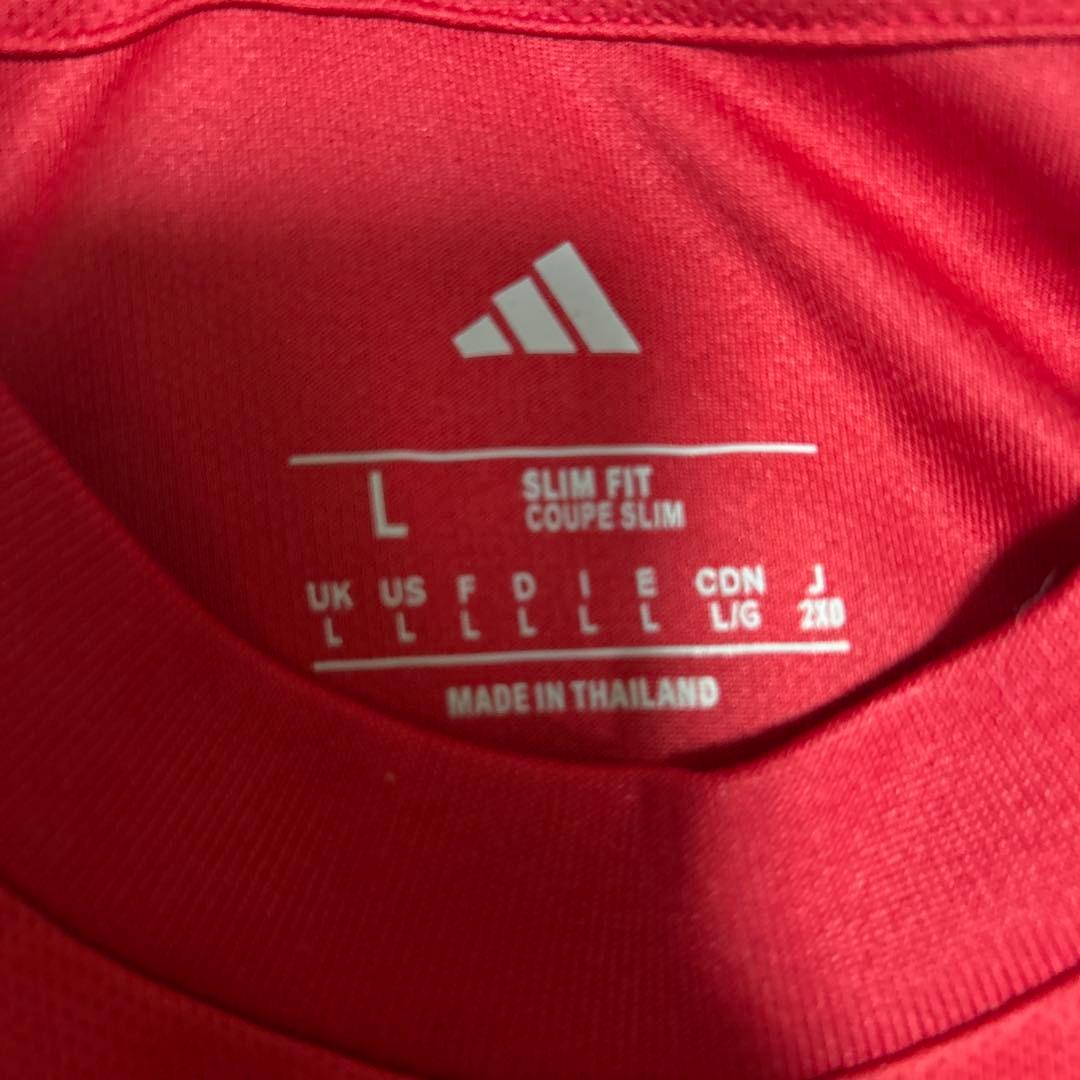 L SLIM FIT
COUPE SLIM
UK US F D I E CDN J
L L L L L L L/G 2XO
MADE IN THAILAND